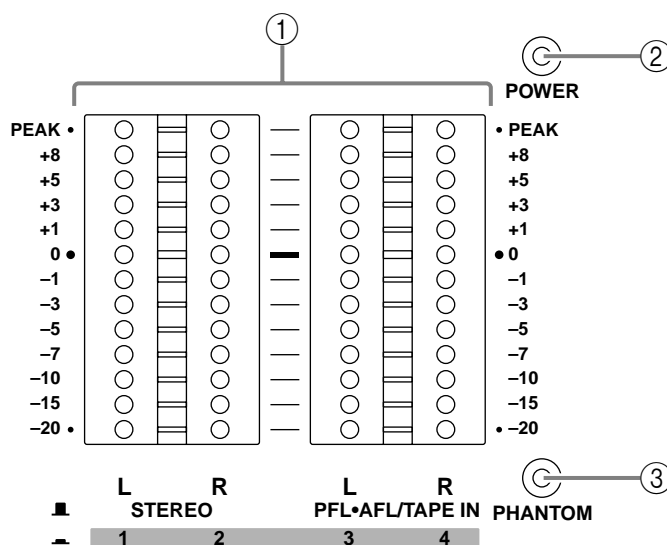 ①
②
POWER
PEAK • • PEAK
+8 +8
+5 +5
+3 +3
+1 +1
0 ● ● 0
–1 –1
–3 –3
–5 –5
–7 –7
–10 –10
–15 –15
–20 • • –20
③
L R L R
STEREO PFL•AFL/TAPE IN PHANTOM
1 2 3 4